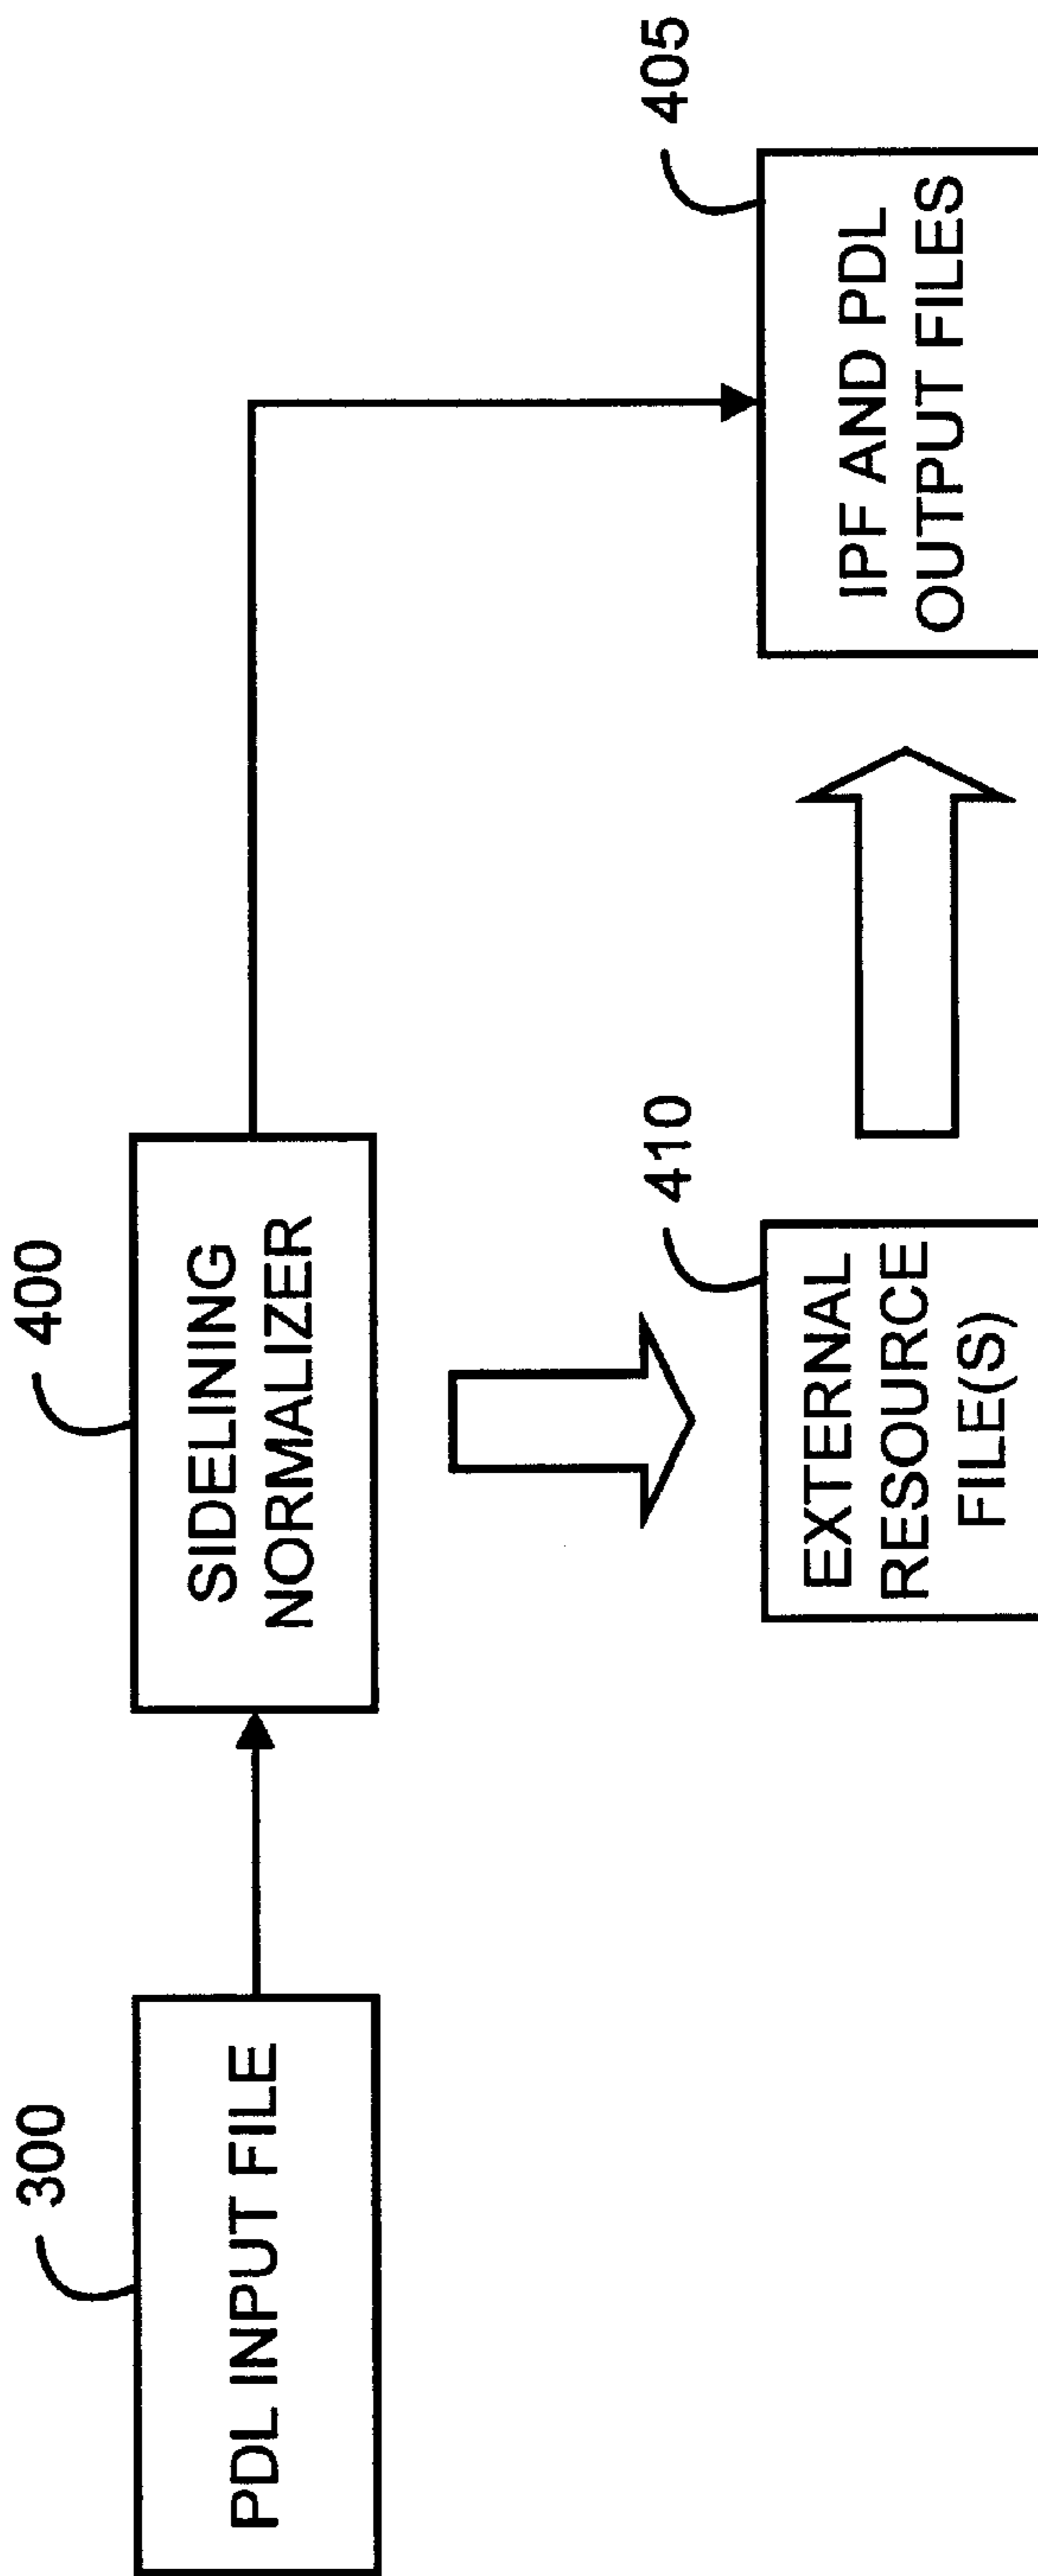 300
PDL INPUT FILE
400
SIDELINING
NORMALIZER
410
EXTERNAL
RESOURCE
FILE(S)
405
IPF AND PDL
OUTPUT FILES